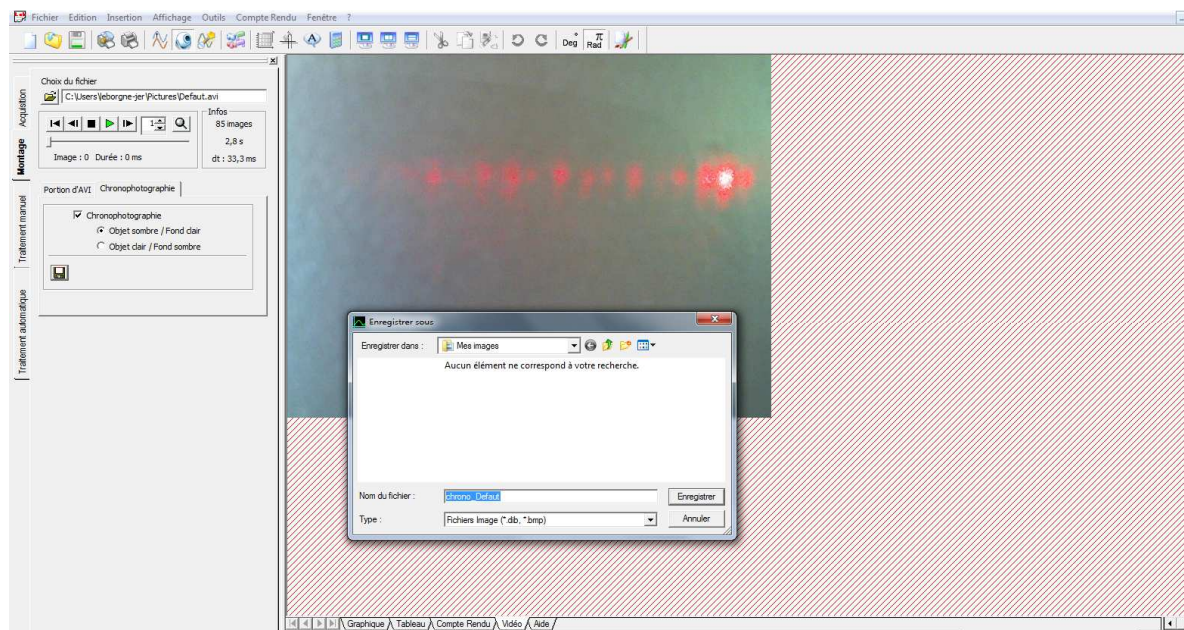 Fichier Edition Insertion Affichage Outils Compte Rendu Fenêtre ?
Deg° π Rad
Acquisition
Montage
Traitement manuel
Traitement automatique
Choix du fichier
C:\Users\leborgne-jer\Pictures\Defaut.avi
1
Infos
85 images
2,8 s
dt : 33,3 ms
Image : 0 Durée : 0 ms
Portion d'AVI Chronophotographie
Chronophotographie
Objet sombre / Fond clair
Objet clair / Fond sombre
Enregistrer sous
Enregistrer dans : Mes images
Aucun élément ne correspond à votre recherche.
Nom du fichier : chrono_Defaut Enregistrer
Type : Fichiers Image (*.dib, *.bmp) Annuler
Graphique Tableau Compte Rendu Vidéo Aide